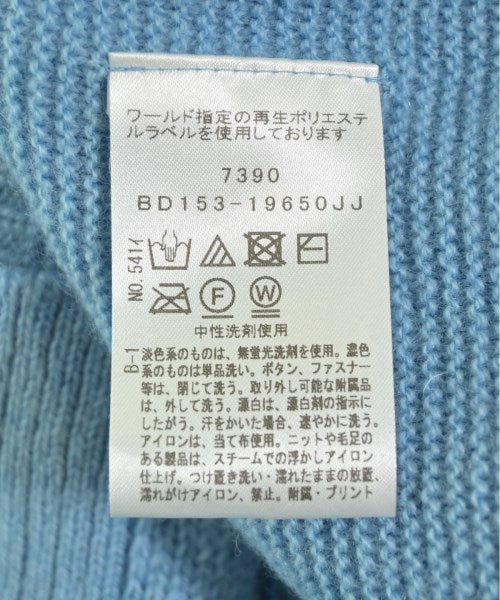 ワールド指定の再生ポリエステ
ルラベルを使用しております
7390
BD153-19650JJ
NO.541イ
F
W
中性洗剤使用
B-1
淡色系のものは、無蛍光洗剤を使用。濃色
系のものは単品洗い。ボタン、ファスナー
等は、閉じて洗う。取り外し可能な附属品
は、外して洗う。漂白は、漂白剤の指示に
したがう。汗をかいた場合、速やかに洗う。
アイロンは、当て布使用。ニットや毛足の
ある製品は、スチームでの浮かしアイロン
仕上げ。つけ置き洗い・濡れたままの放置、
濡れがけアイロン、禁止。附属・プリント